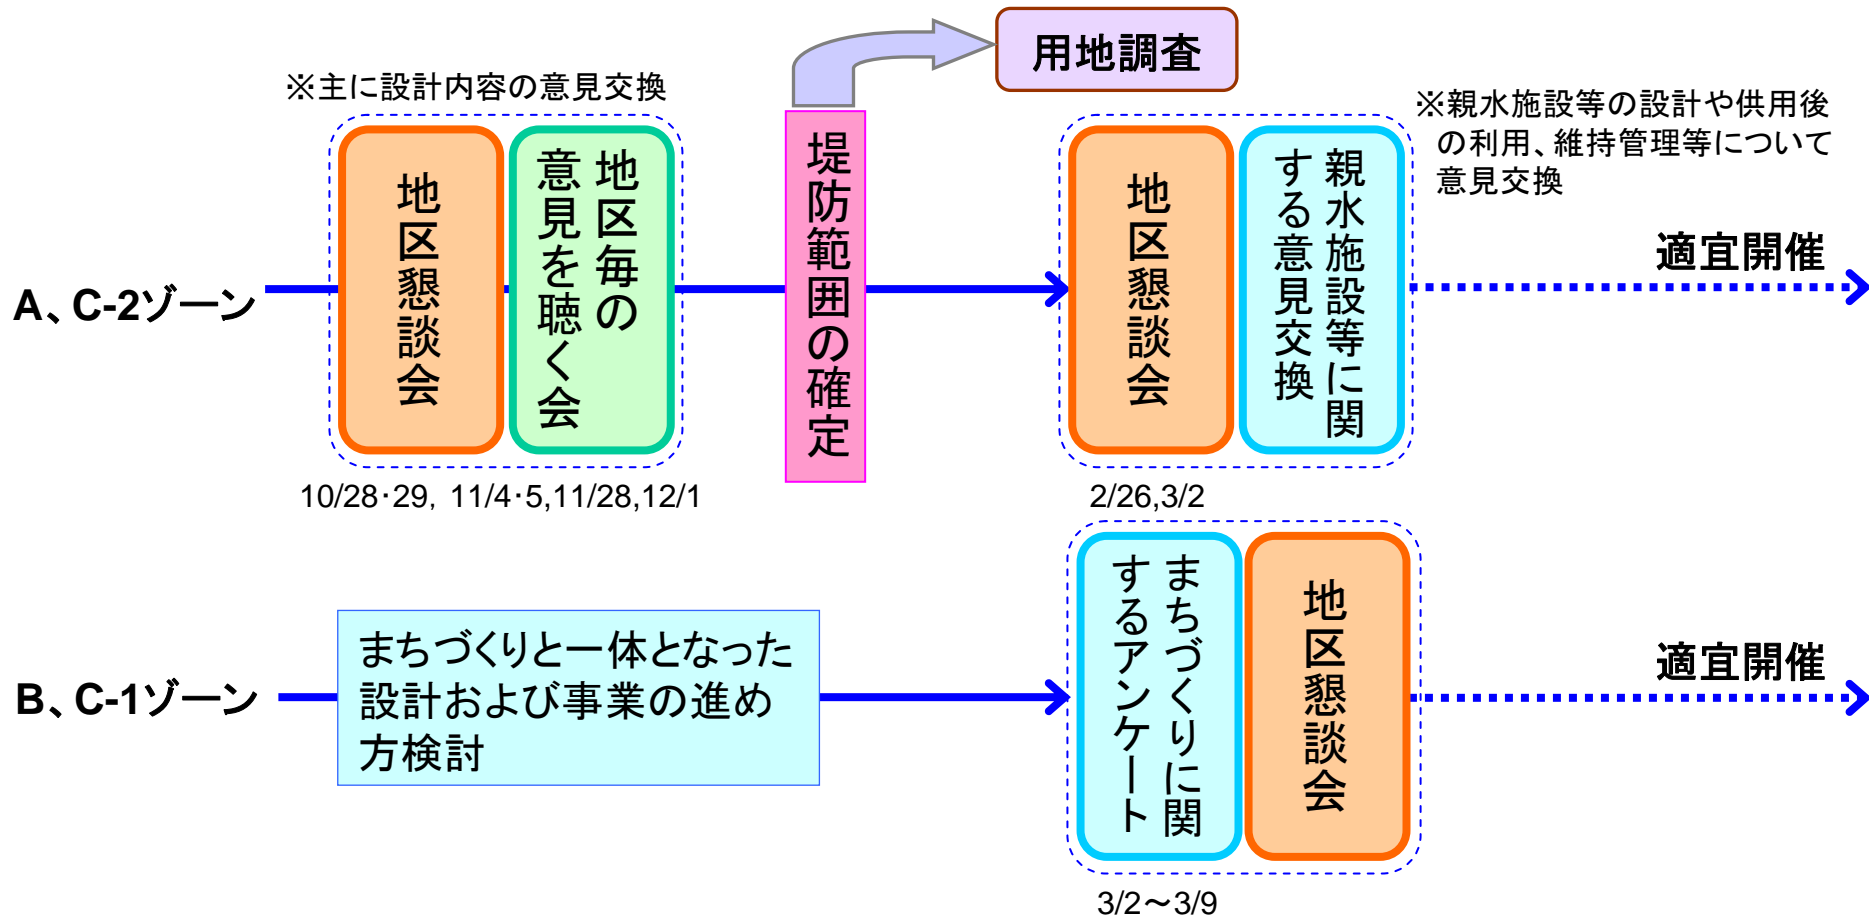 用地調査
※主に設計内容の意見交換
※親水施設等の設計や供用後
の利用、維持管理等について
意見交換
A、C-2ゾーン
地区懇談会
地区毎の
意見を聴く会
堤防範囲の確定
地区懇談会
親水施設等に関
する意見交換
適宜開催
10/28・29, 11/4・5,11/28,12/1
2/26,3/2
B、C-1ゾーン
まちづくりと一体となった
設計および事業の進め
方検討
まちづくりに関
するアンケート
地区懇談会
適宜開催
3/2～3/9